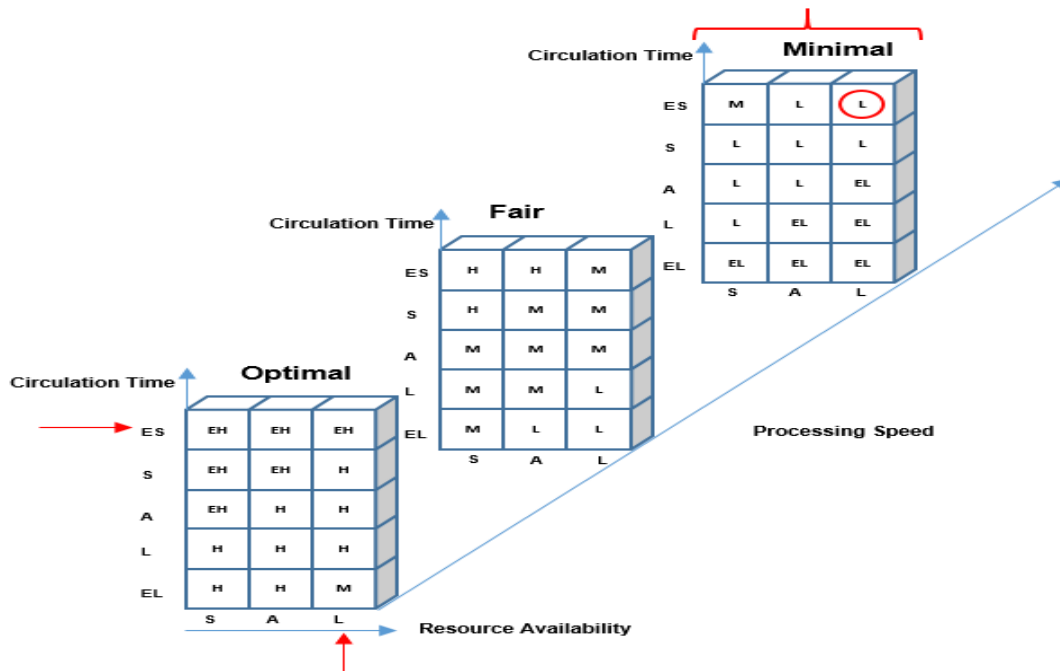 Minimal
Circulation Time
ES M L L
S L L L
A L L EL
L L EL EL
EL EL EL EL
S A L
Fair
Circulation Time
ES H H M
S H M M
A M M M
L M M L
EL M L L
S A L
Processing Speed
Optimal
Circulation Time
ES EH EH EH
S EH EH H
A EH H H
L H H H
EL H H M
S A L
Resource Availability